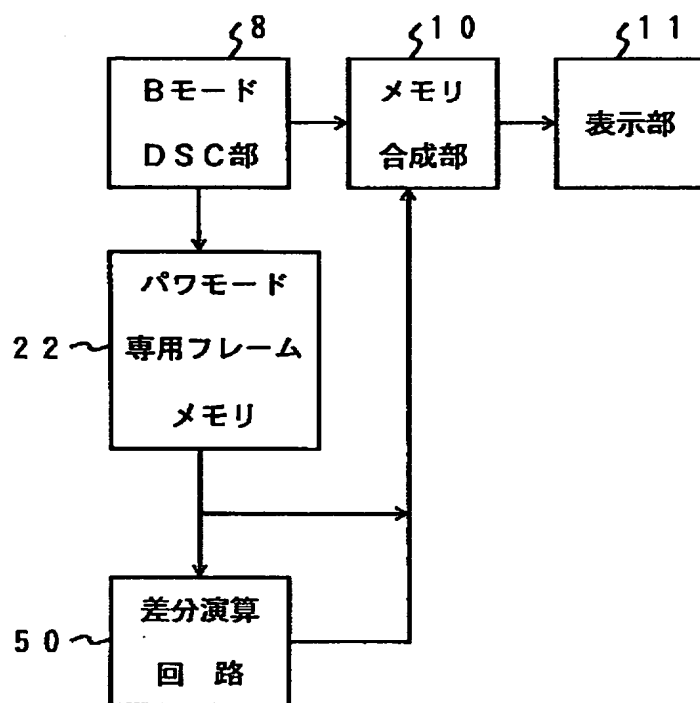 8
Bモード
DSC部
10
メモリ
合成部
11
表示部
22
パワモード
専用フレーム
メモリ
50
差分演算
回 路